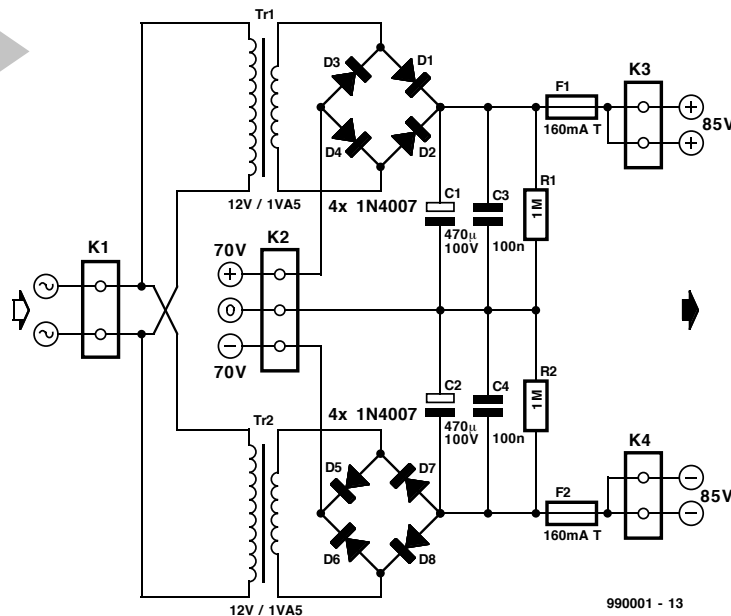 Tr1
D3
D1
D4
D2
F1
160mA T
K3
+
+
85V
12V / 1VA5
4x 1N4007
C1
470µ
100V
C3
100n
R1
1M
K1
~
~
70V
K2
+
0
−
70V
Tr2
4x 1N4007
C2
470µ
100V
C4
100n
R2
1M
D5
D7
D6
D8
F2
160mA T
K4
−
−
85V
12V / 1VA5
990001 - 13